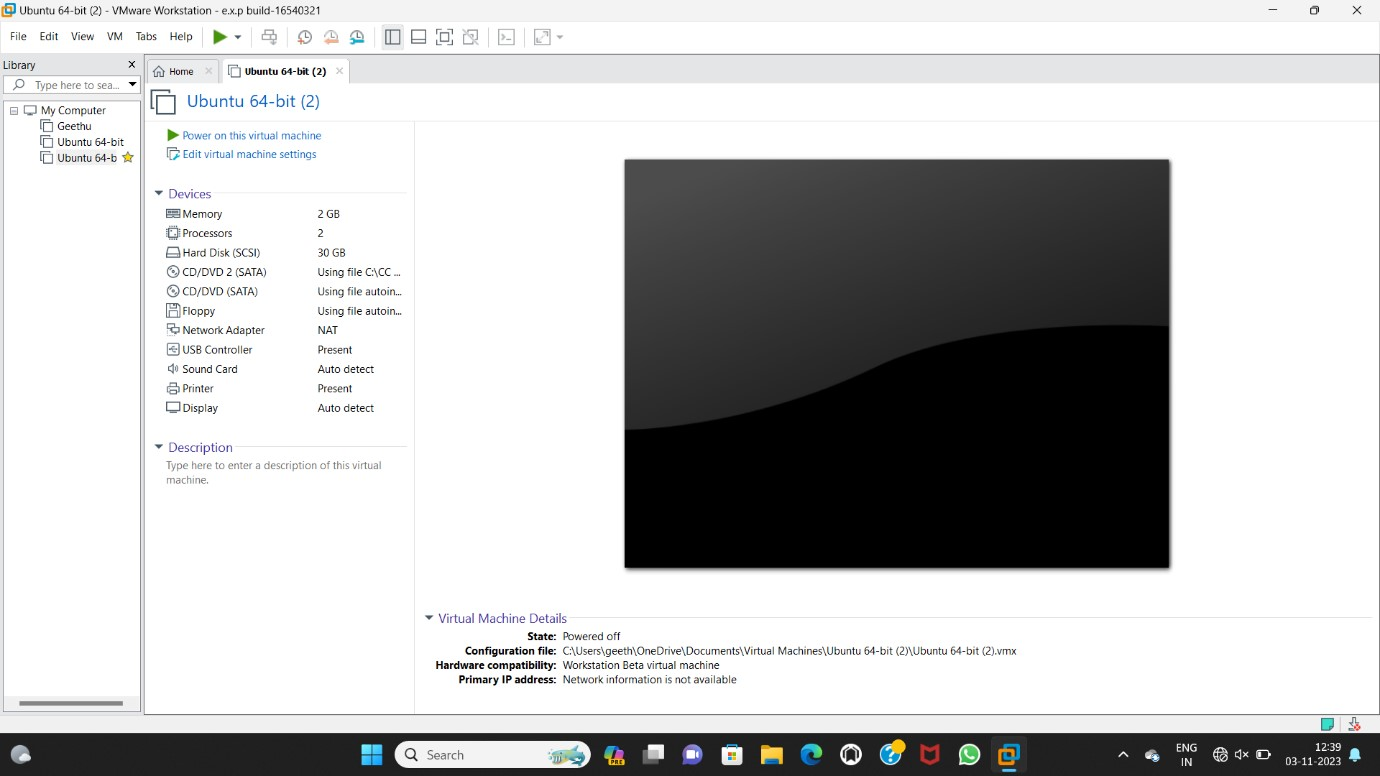 Ubuntu 64-bit (2) - VMware Workstation - e.x.p build-16540321
File Edit View VM Tabs Help
Library
Type here to sea...
My Computer
Geethu
Ubuntu 64-bit
Ubuntu 64-b
Home
Ubuntu 64-bit (2)
Ubuntu 64-bit (2)
Power on this virtual machine
Edit virtual machine settings
Devices
Memory 2 GB
Processors 2
Hard Disk (SCSI) 30 GB
CD/DVD 2 (SATA) Using file C:\CC ...
CD/DVD (SATA) Using file autoin...
Floppy Using file autoin...
Network Adapter NAT
USB Controller Present
Sound Card Auto detect
Printer Present
Display Auto detect
Description
Type here to enter a description of this virtual
machine.
Virtual Machine Details
State: Powered off
Configuration file: C:\Users\geeth\OneDrive\Documents\Virtual Machines\Ubuntu 64-bit (2)\Ubuntu 64-bit (2).vmx
Hardware compatibility: Workstation Beta virtual machine
Primary IP address: Network information is not available
Search
PRE
ENG
IN
12:39
03-11-2023